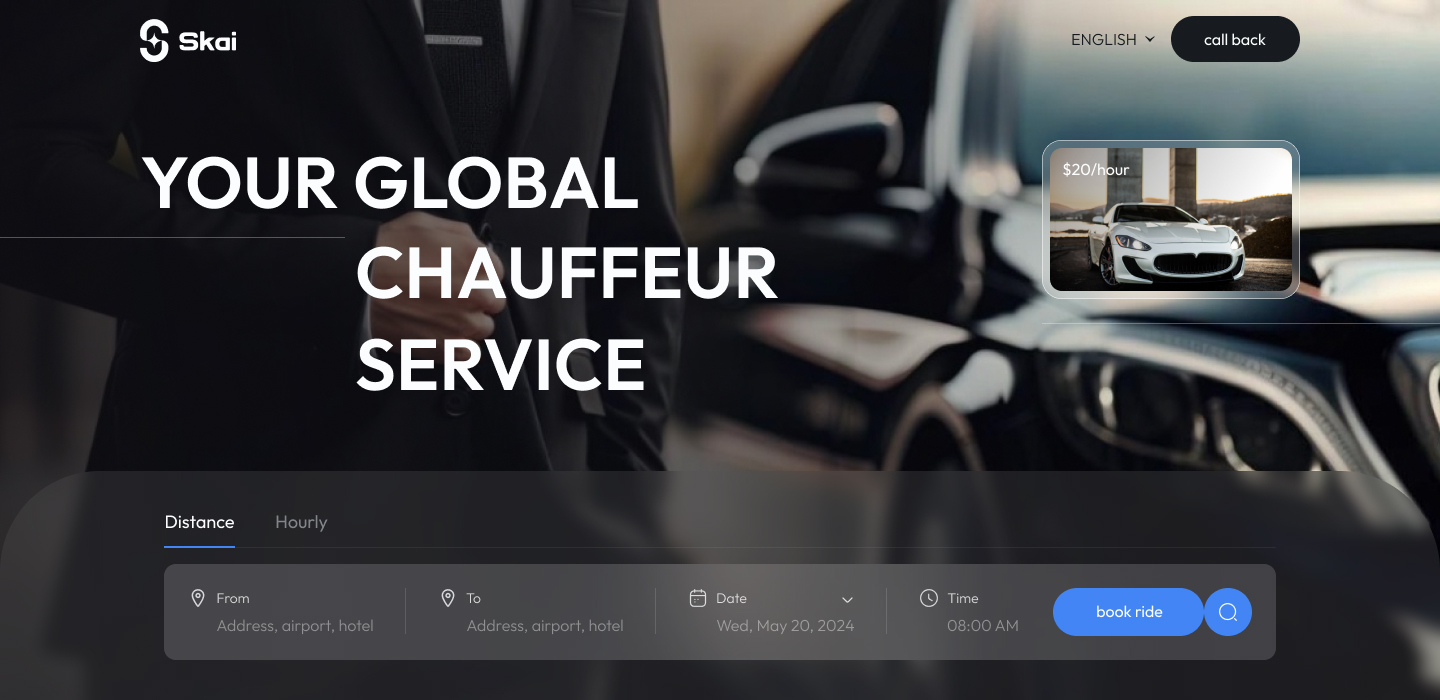 Skai
ENGLISH
call back
YOUR GLOBAL
CHAUFFEUR
SERVICE
$20/hour
Distance
Hourly
From
Address, airport, hotel
To
Address, airport, hotel
Date
Wed, May 20, 2024
Time
08:00 AM
book ride